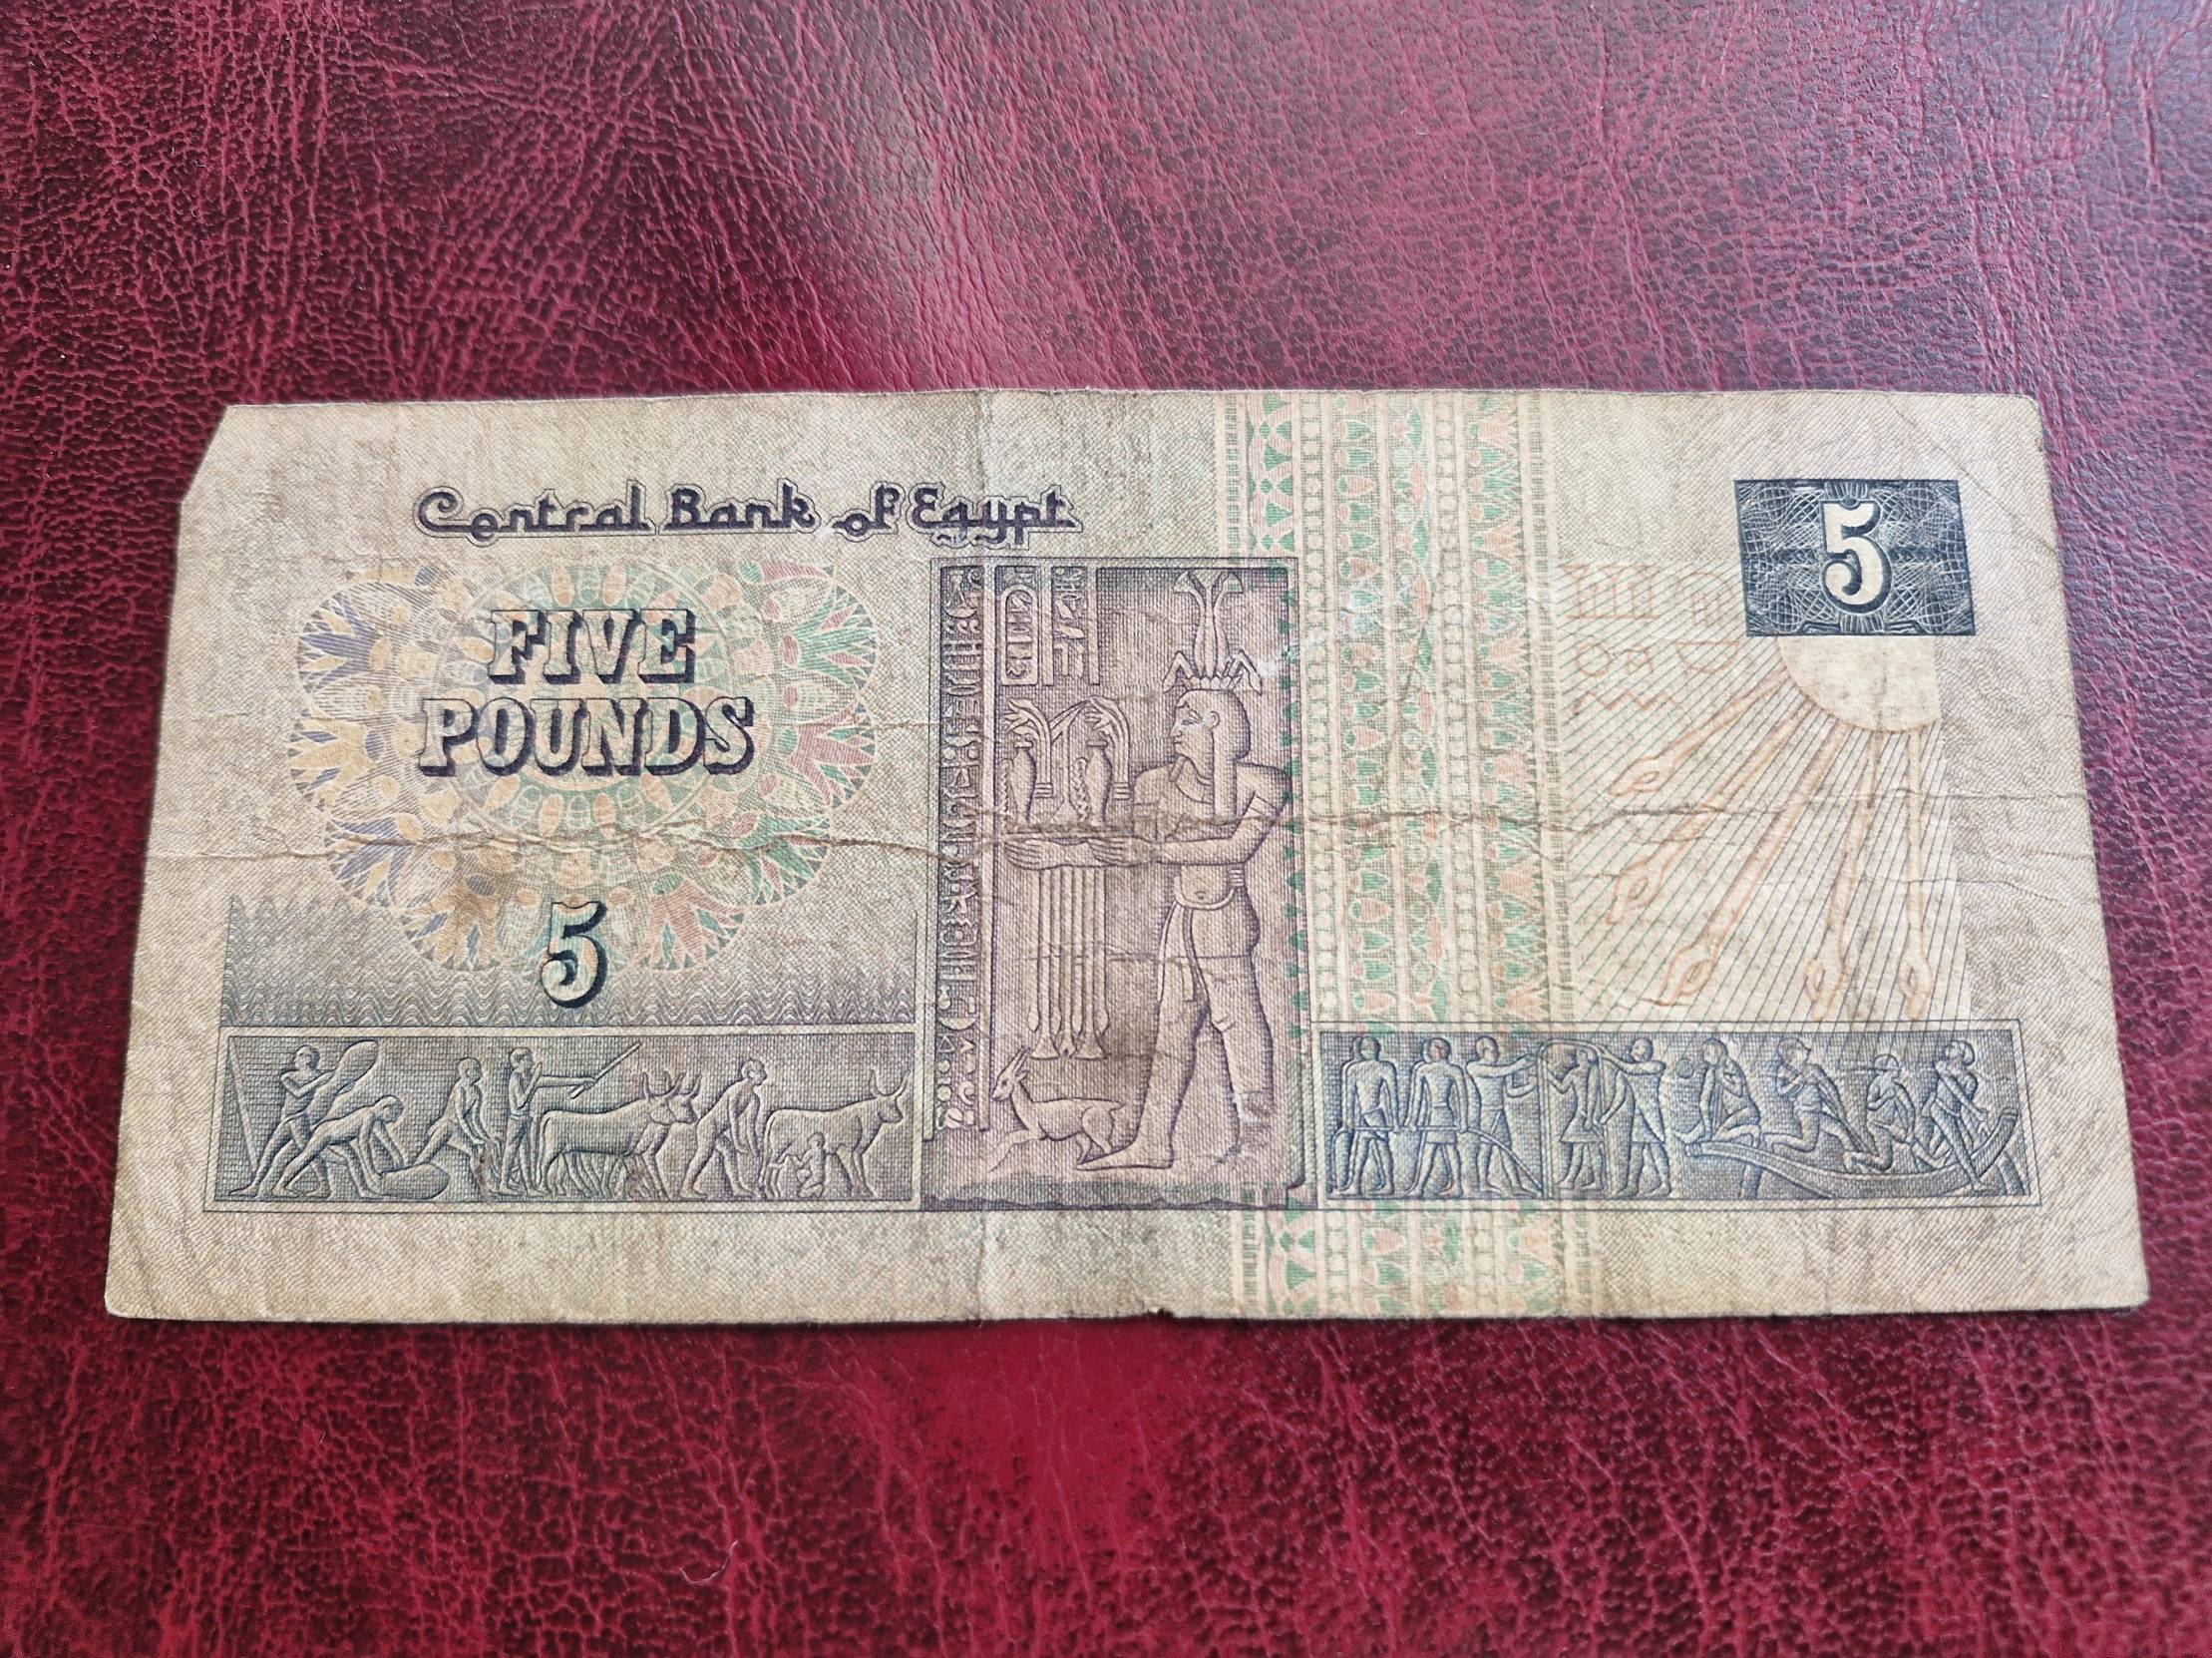 Central Bank of Egypt
5
FIVE
POUNDS
5